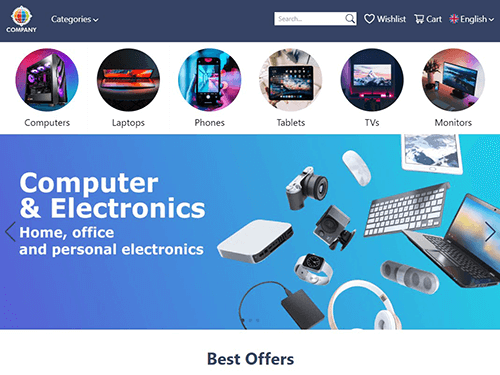 COMPANY
Categories
Search...
Wishlist
Cart
English
Computers
Laptops
Phones
Tablets
TVs
Monitors
Computer
& Electronics
Home, office
and personal electronics
Best Offers